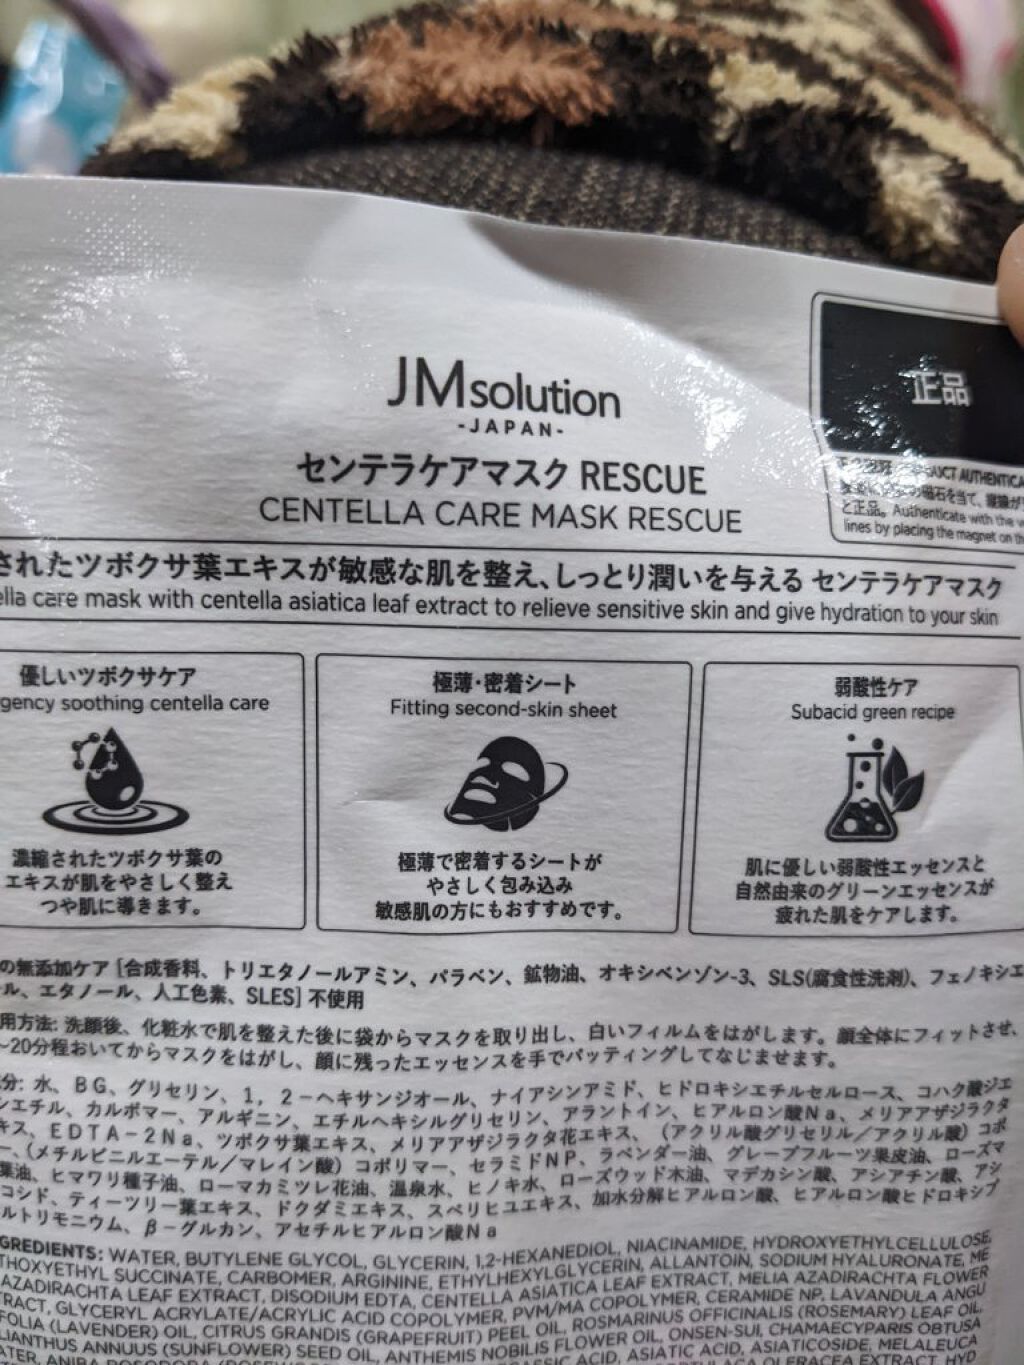 JMsolution
-JAPAN-
正品
センテラケアマスク RESCUE
CENTELLA CARE MASK RESCUE
AUTHENTICA
と正品。Authenticate with the
lines by placing the magnet on
されたツボクサ葉エキスが敏感な肌を整え、しっとり潤いを与える センテラケアマスク
ella care mask with centella asiatica leaf extract to relieve sensitive skin and give hydration to your skin
優しいツボクサケア
gency soothing centella care
濃縮されたツボクサ葉の
エキスが肌をやさしく整え
つや肌に導きます。
極薄・密着シート
Fitting second-skin sheet
極薄で密着するシートが
やさしく包み込み
敏感肌の方にもおすすめです。
弱酸性ケア
Subacid green recipe
肌に優しい弱酸性エッセンスと
自然由来のグリーンエッセンスが
疲れた肌をケアします。
の無添加ケア [合成香料、トリエタノールアミン、パラベン、鉱物油、オキシベンゾン-3、SLS(腐食性洗剤)、フェノキシエ
ル、エタノール、人工色素、SLES] 不使用
用方法: 洗顔後、化粧水で肌を整えた後に袋からマスクを取り出し、白いフィルムをはがします。顔全体にフィットさせ、
～20分程おいてからマスクをはがし、顔に残ったエッセンスを手でパッティングしてなじませます。
分: 水、BG、グリセリン、1，2－ヘキサンジオール、ナイアシンアミド、ヒドロキシエチルセルロース、コハク酸ジエ
シエチル、カルボマー、アルギニン、エチルヘキシルグリセリン、アラントイン、ヒアルロン酸Na、メリアアザジラクタ
キス、EDTA－2Na、ツボクサ葉エキス、メリアアザジラクタ花エキス、（アクリル酸グリセリル／アクリル酸）コポ
ー、（メチルビニルエーテル／マレイン酸）コポリマー、セラミドNP、ラベンダー油、グレープフルーツ果皮油、ローズマ
葉油、ヒマワリ種子油、ローマカミツレ花油、温泉水、ヒノキ水、ローズウッド木油、マデカシン酸、アシアチン酸、アシ
コシド、ティーツリー葉エキス、ドクダミエキス、スベリヒユエキス、加水分解ヒアルロン酸、ヒアルロン酸ヒドロキシプ
ルトリモニウム、β－グルカン、アセチルヒアルロン酸Na
GREDIENTS: WATER, BUTYLENE GLYCOL, GLYCERIN, 1,2-HEXANEDIOL, NIACINAMIDE, HYDROXYETHYLCELLULOSE,
THOXYETHYL SUCCINATE, CARBOMER, ARGININE, ETHYLHEXYLGLYCERIN, ALLANTOIN, SODIUM HYALURONATE, ME
AZADIRACHTA LEAF EXTRACT, DISODIUM EDTA, CENTELLA ASIATICA LEAF EXTRACT, MELIA AZADIRACHTA FLOWER
TRACT, GLYCERYL ACRYLATE/ACRYLIC ACID COPOLYMER, PVM/MA COPOLYMER, CERAMIDE NP, LAVANDULA ANGU
FOLIA (LAVENDER) OIL, CITRUS GRANDIS (GRAPEFRUIT) PEEL OIL, ROSMARINUS OFFICINALIS (ROSEMARY) LEAF OIL,
LIANTHUS ANNUUS (SUNFLOWER) SEED OIL, ANTHEMIS NOBILIS FLOWER OIL, ONSEN-SUI, CHAMAECYPARIS OBTUSA
ASIATIC ACID, ASIATICOSIDE, MELALEUCA